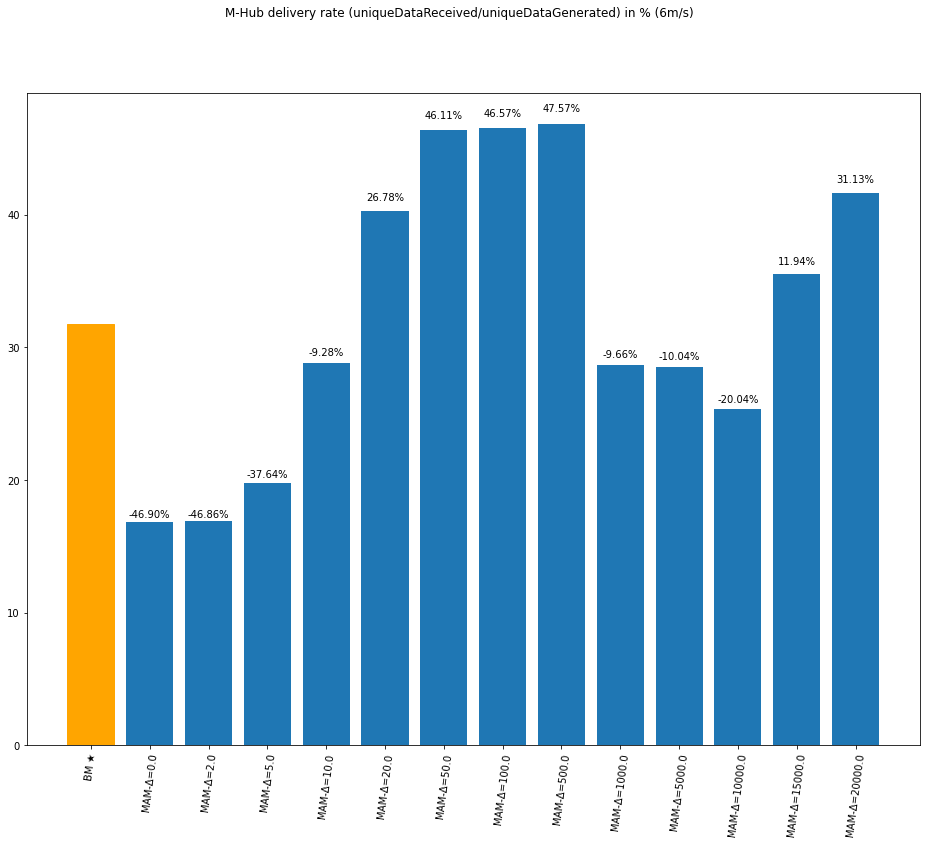 M-Hub delivery rate (uniqueDataReceived/uniqueDataGenerated) in % (6m/s)
47.57%
46.57%
46.11%
40
31.13%
26.78%
11.94%
30
-9.28%
-9.66%
-10.04%
-20.04%
20
-37.64%
-46.90%
-46.86%
10
0
BM ★
MAM-Δ=0.0
MAM-Δ=2.0
MAM-Δ=5.0
MAM-Δ=10.0
MAM-Δ=20.0
MAM-Δ=50.0
MAM-Δ=100.0
MAM-Δ=500.0
MAM-Δ=1000.0
MAM-Δ=5000.0
MAM-Δ=10000.0
MAM-Δ=15000.0
MAM-Δ=20000.0